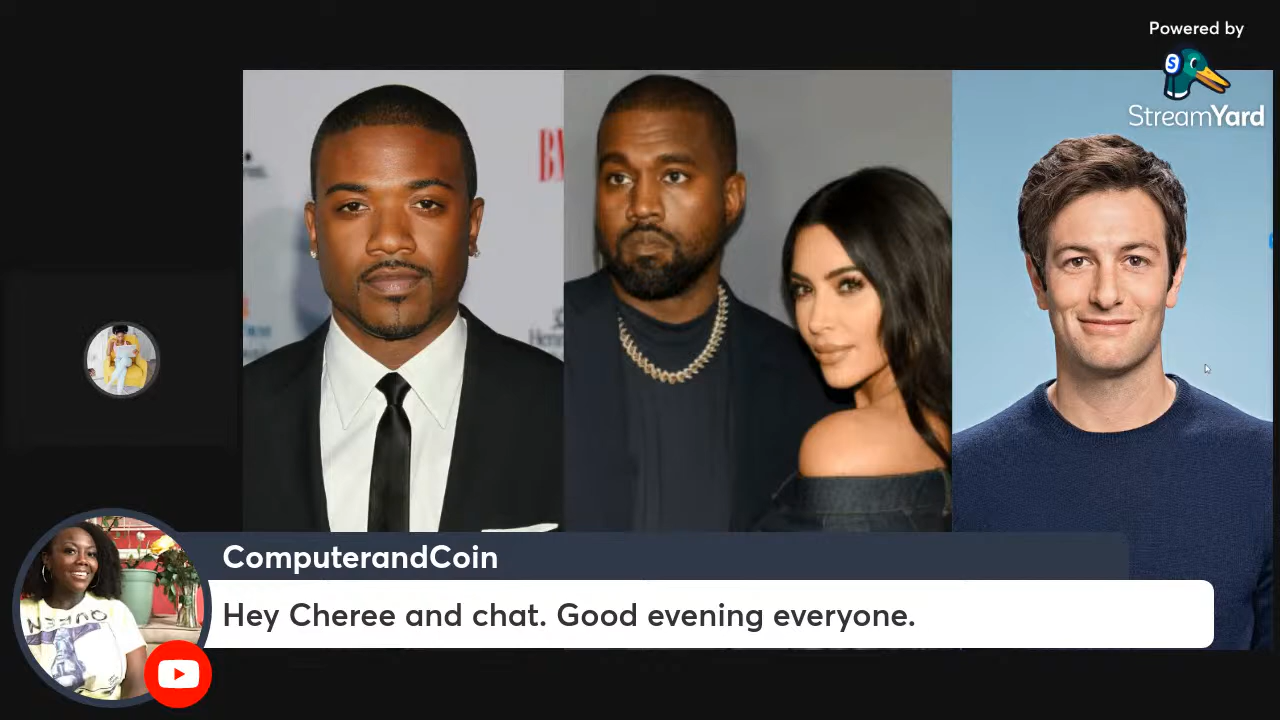 Powered by
StreamYard
ComputerandCoin
Hey Cheree and chat. Good evening everyone.